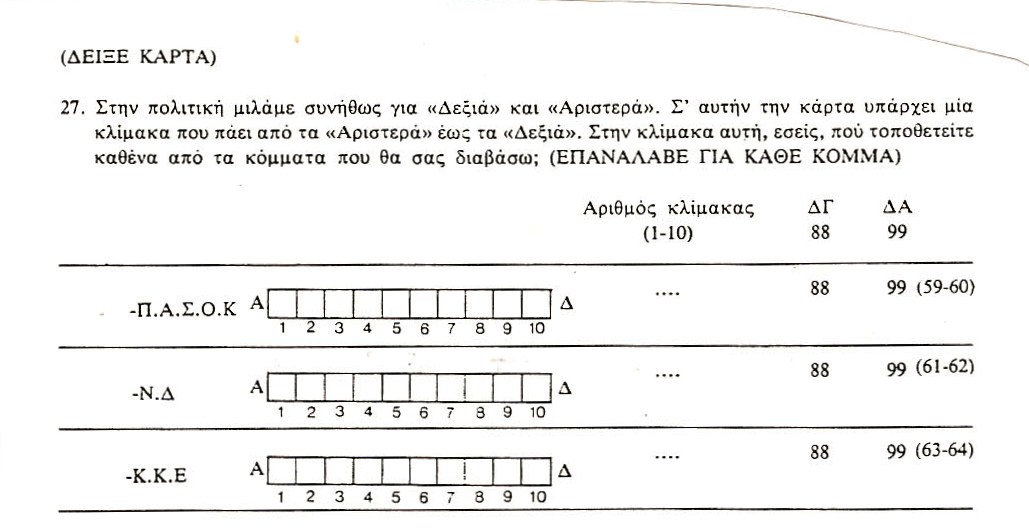 (ΔΕΙΞΕ ΚΑΡΤΑ)
27. Στην πολιτική μιλάμε συνήθως για «Δεξιά» και «Αριστερά». Σ' αυτήν την κάρτα υπάρχει μία
κλίμακα που πάει από τα «Αριστερά» έως τα «Δεξιά». Στην κλίμακα αυτή, εσείς, πού τοποθετείτε
καθένα από τα κόμματα που θα σας διαβάσω; (ΕΠΑΝΑΛΑΒΕ ΓΙΑ ΚΑΘΕ ΚΟΜΜΑ)
Αριθμός κλίμακας ΔΓ ΔΑ
(1-10) 88 99
-Π.Α.Σ.Ο.Κ Α Δ .... 88 99 (59-60)
1 2 3 4 5 6 7 8 9 10
-Ν.Δ Α Δ .... 88 99 (61-62)
1 2 3 4 5 6 7 8 9 10
-Κ.Κ.Ε Α Δ .... 88 99 (63-64)
1 2 3 4 5 6 7 8 9 10